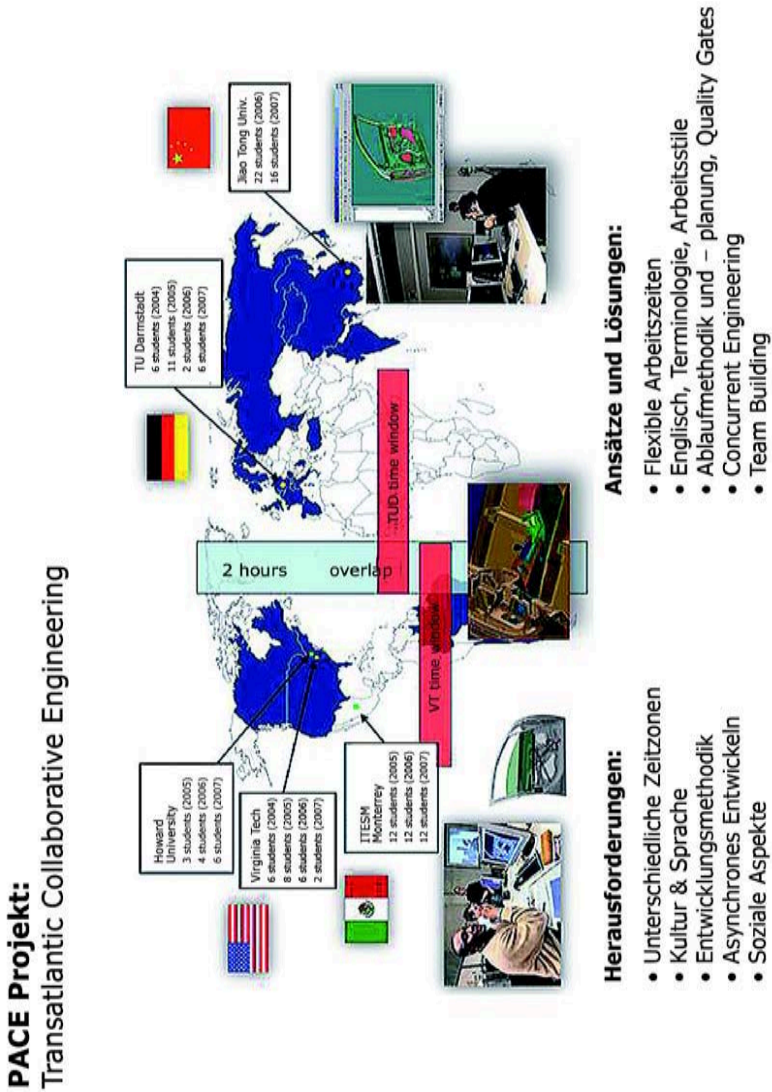 PACE Projekt:
Transatlantic Collaborative Engineering
Howard
University
3 students (2005)
4 students (2006)
6 students (2007)
Virginia Tech
6 students (2004)
8 students (2005)
6 students (2006)
2 students (2007)
ITESM
Monterrey
12 students (2005)
12 students (2006)
12 students (2007)
TU Darmstadt
6 students (2004)
11 students (2005)
2 students (2006)
6 students (2007)
Jiao Tong Univ.
22 students (2006)
16 students (2007)
2 hours overlap
TUD time window
VT time window
Herausforderungen:
• Unterschiedliche Zeitzonen
• Kultur & Sprache
• Entwicklungsmethodik
• Asynchrones Entwickeln
• Soziale Aspekte
Ansätze und Lösungen:
• Flexible Arbeitszeiten
• Englisch, Terminologie, Arbeitsstile
• Ablaufmethodik und – planung, Quality Gates
• Concurrent Engineering
• Team Building